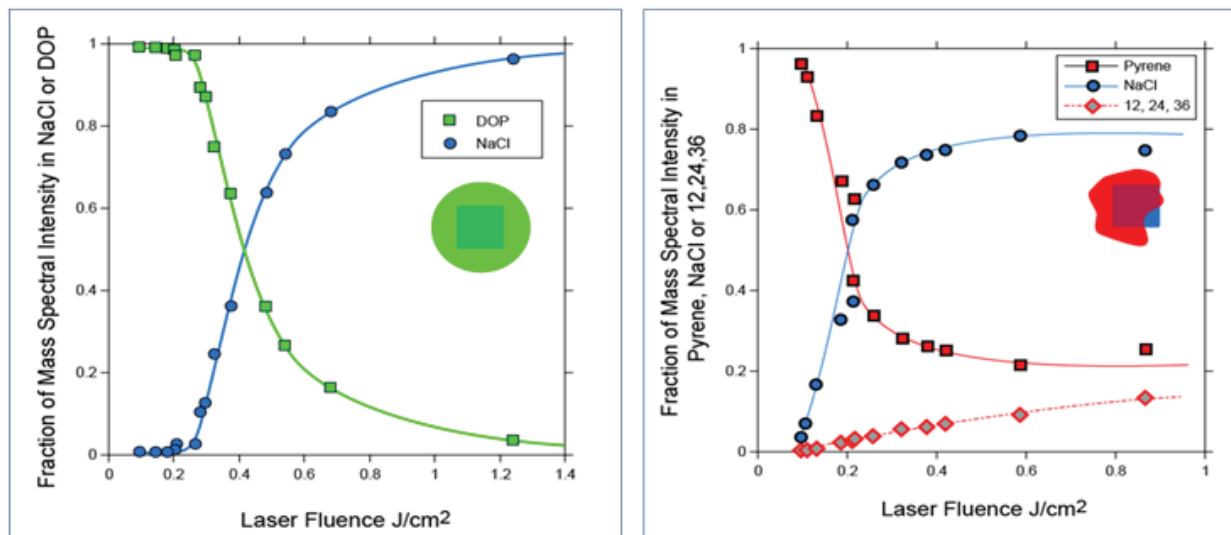 Fraction of Mass Spectral Intensity in NaCl or DOP
1
0.8
0.6
0.4
0.2
0
DOP
NaCl
0 0.2 0.4 0.6 0.8 1 1.2 1.4
Laser Fluence J/cm2
Fraction of Mass Spectral Intensity in
Pyrene, NaCl or 12,24,36
1
0.8
0.6
0.4
0.2
0
Pyrene
NaCl
12, 24, 36
0 0.2 0.4 0.6 0.8 1
Laser Fluence J/cm2